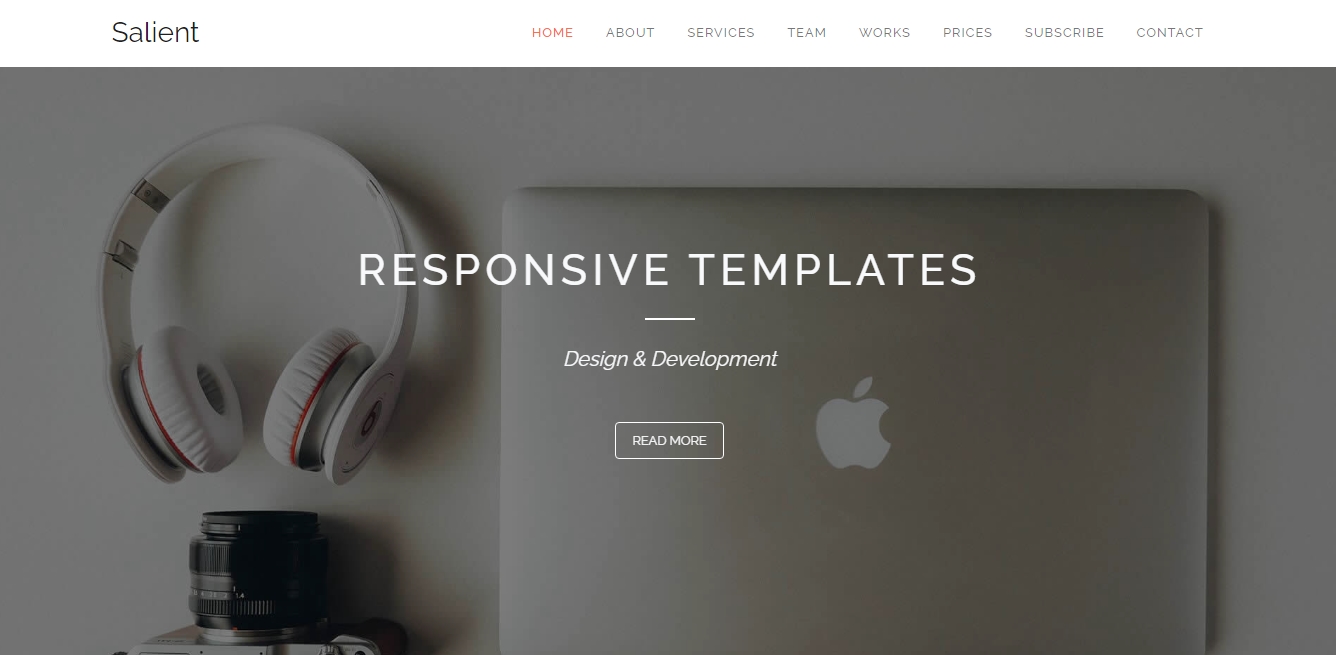 Salient
HOME ABOUT SERVICES TEAM WORKS PRICES SUBSCRIBE CONTACT
RESPONSIVE TEMPLATES
Design & Development
READ MORE